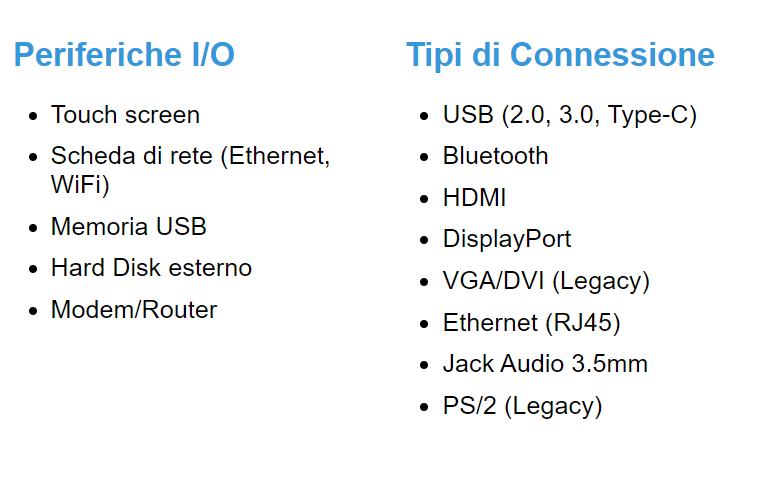 Periferiche I/O
Touch screen
Scheda di rete (Ethernet,
WiFi)
Memoria USB
Hard Disk esterno
Modem/Router
Tipi di Connessione
USB (2.0, 3.0, Type-C)
Bluetooth
HDMI
DisplayPort
VGA/DVI (Legacy)
Ethernet (RJ45)
Jack Audio 3.5mm
PS/2 (Legacy)